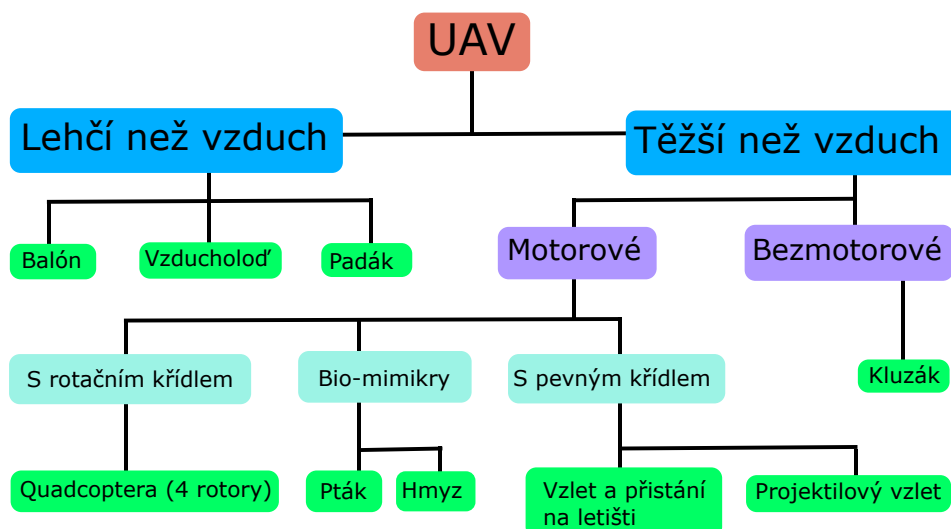 UAV
Lehčí než vzduch
Těžší než vzduch
Balón
Vzducholoď
Padák
Motorové
Bezmotorové
S rotačním křídlem
Bio-mimikry
S pevným křídlem
Kluzák
Quadcoptera (4 rotory)
Pták
Hmyz
Vzlet a přistání
na letišti
Projektilový vzlet